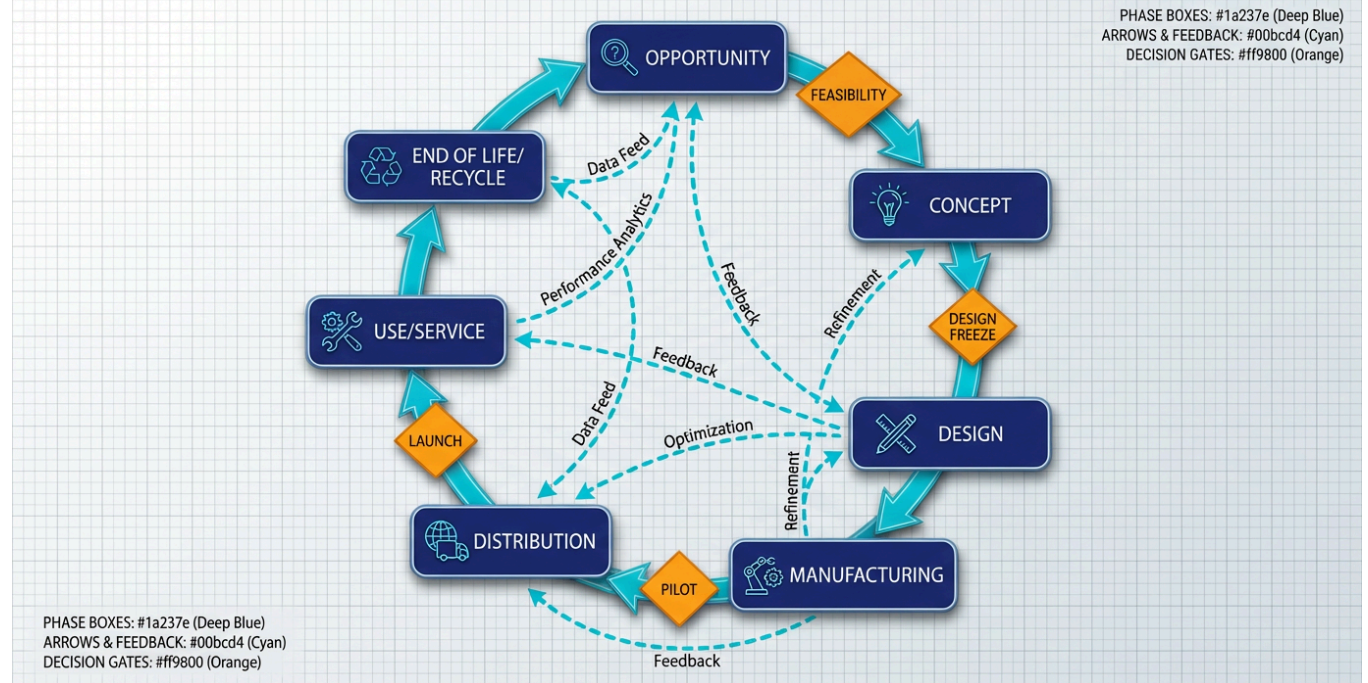 PHASE BOXES: #1a237e (Deep Blue)
ARROWS & FEEDBACK: #00bcd4 (Cyan)
DECISION GATES: #ff9800 (Orange)
OPPORTUNITY
FEASIBILITY
END OF LIFE/
RECYCLE
Data Feed
CONCEPT
Performance Analytics
Feedback
Refinement
USE/SERVICE
DESIGN
FREEZE
Feedback
Data Feed
Optimization
LAUNCH
DESIGN
Refinement
DISTRIBUTION
PILOT
MANUFACTURING
Feedback
PHASE BOXES: #1a237e (Deep Blue)
ARROWS & FEEDBACK: #00bcd4 (Cyan)
DECISION GATES: #ff9800 (Orange)